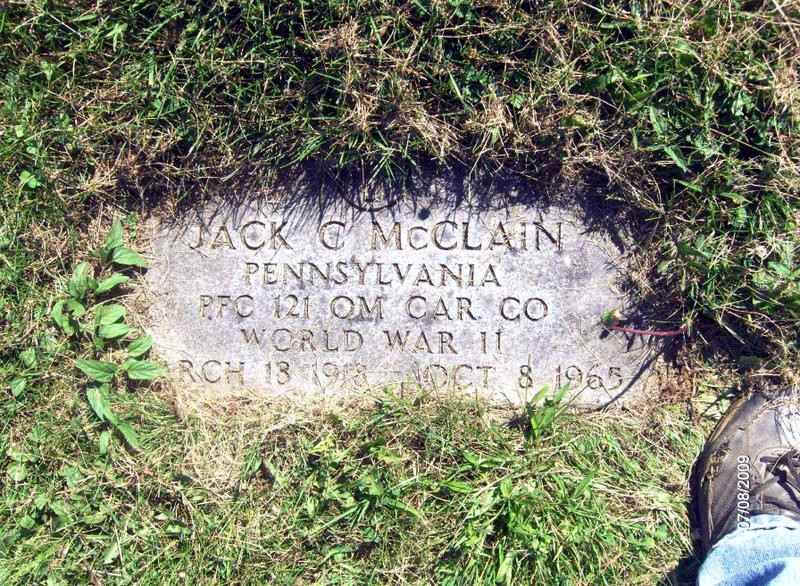 JACK C McCLAIN
PENNSYLVANIA
PFC 121 QM CAR CO
WORLD WAR II
RCH 13 1918 OCT 8 1965
07/08/2009